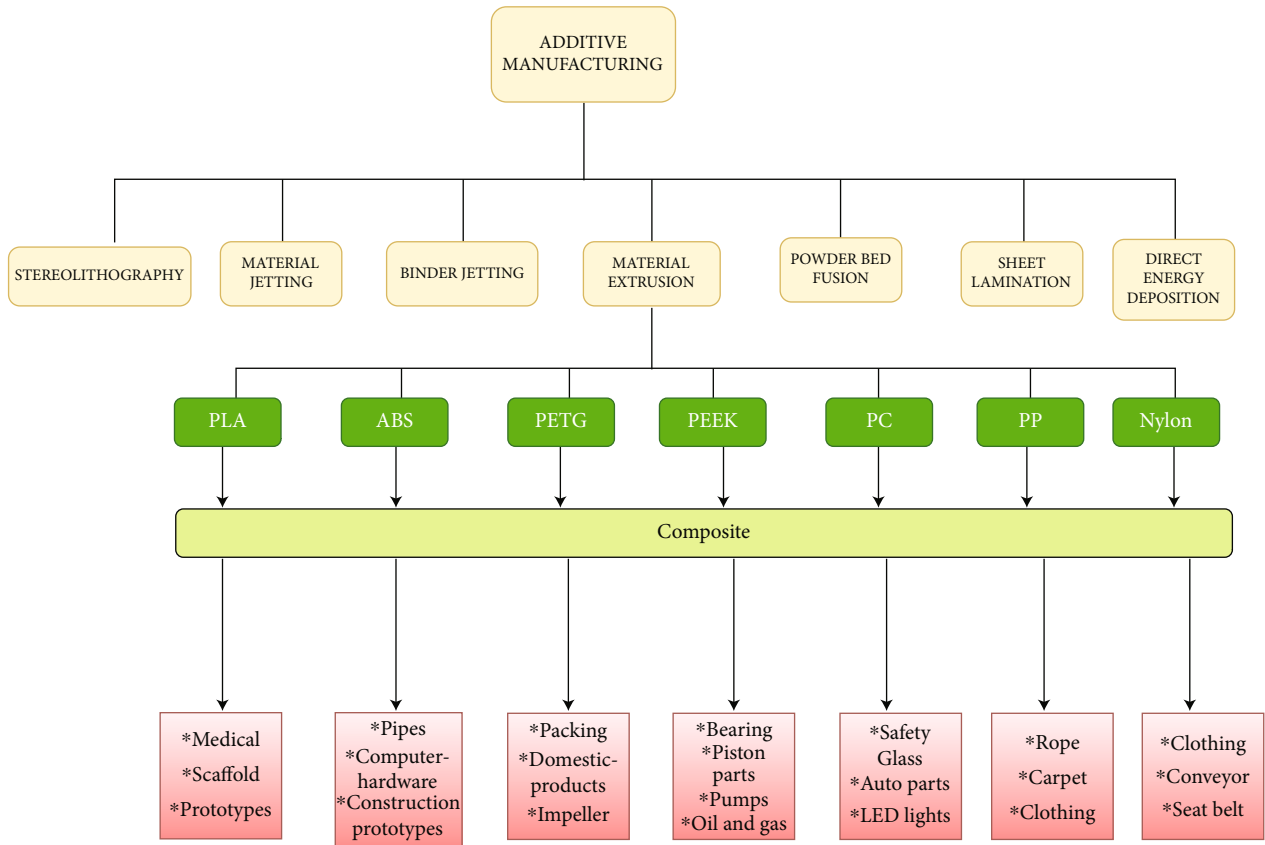 ADDITIVE
MANUFACTURING
STEREOLITHOGRAPHY
MATERIAL
JETTING
BINDER JETTING
MATERIAL
EXTRUSION
POWDER BED
FUSION
SHEET
LAMINATION
DIRECT
ENERGY
DEPOSITION
PLA
ABS
PETG
PEEK
PC
PP
Nylon
Composite
*Medical
*Scaffold
*Prototypes
*Pipes
*Computer-
hardware
*Construction
prototypes
*Packing
*Domestic-
products
*Impeller
*Bearing
*Piston
parts
*Pumps
*Oil and gas
*Safety
Glass
*Auto parts
*LED lights
*Rope
*Carpet
*Clothing
*Clothing
*Conveyor
*Seat belt